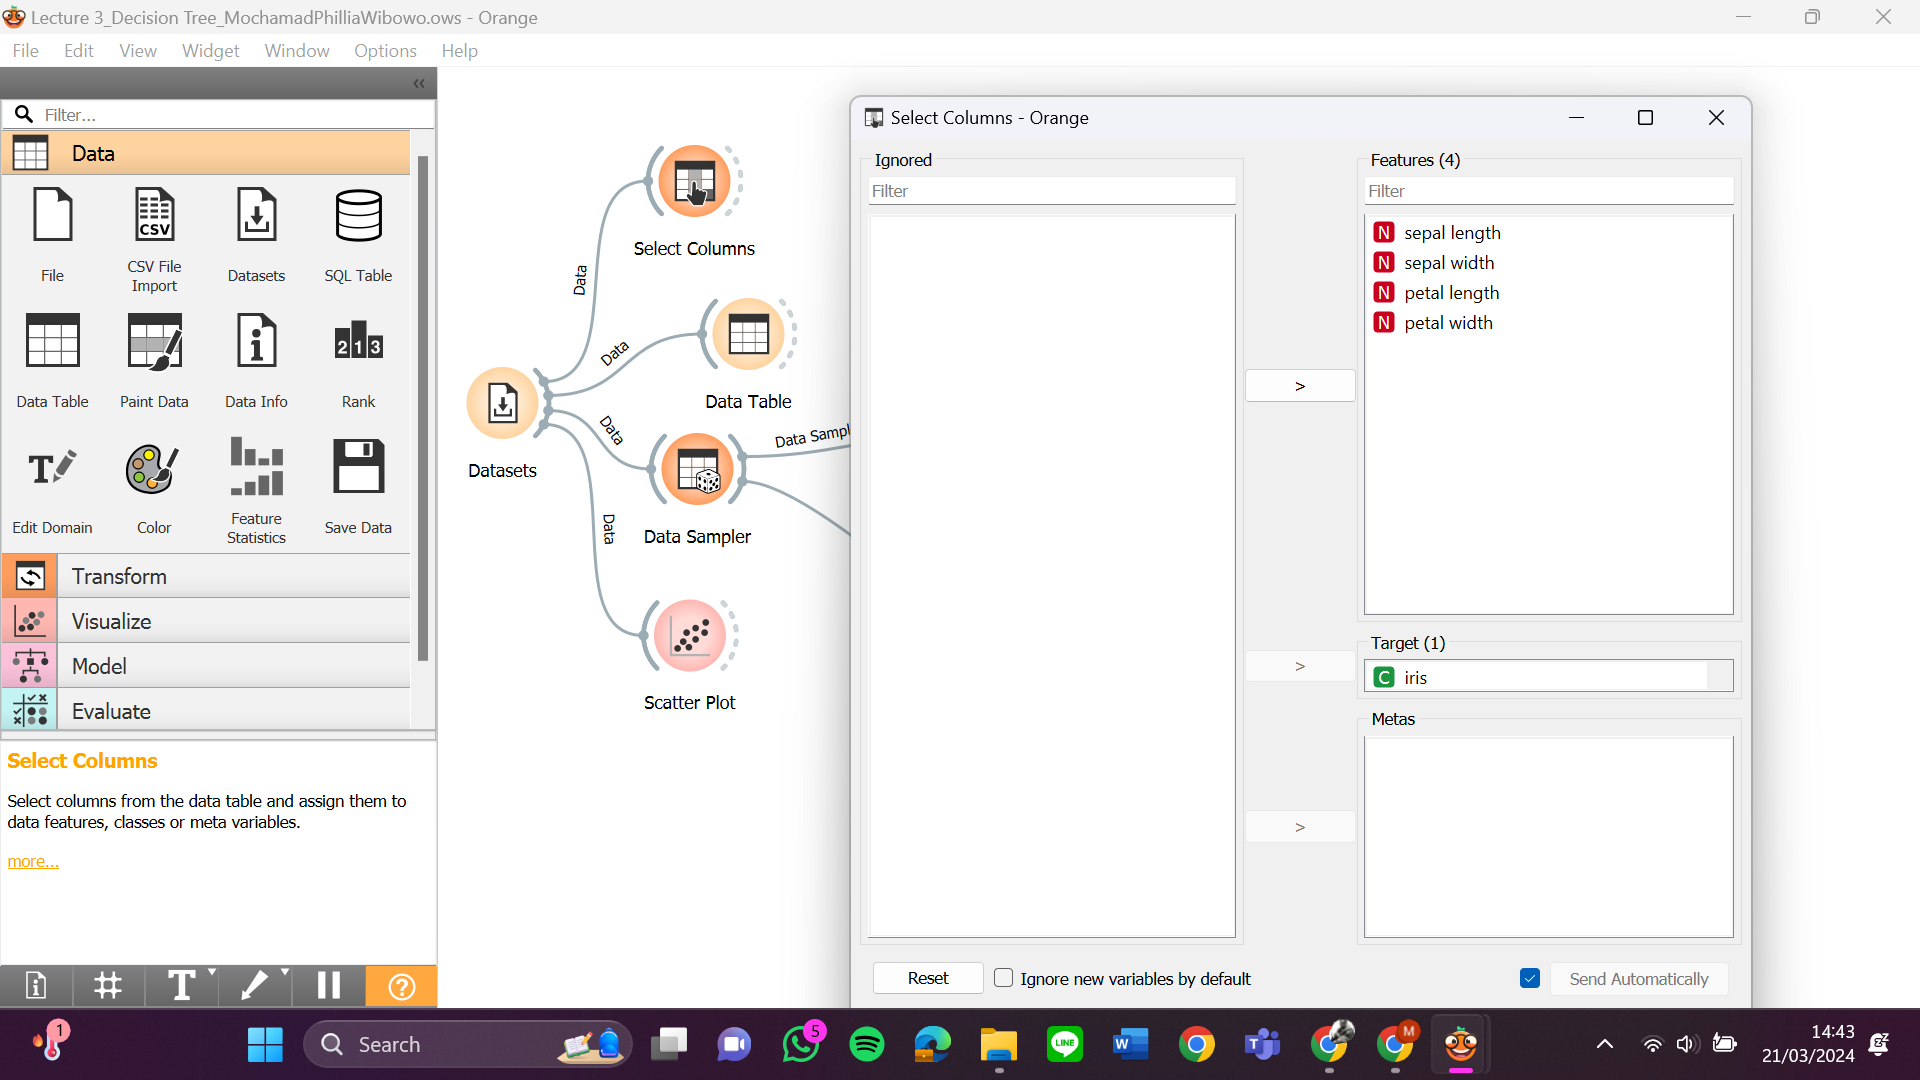 Lecture 3_Decision Tree_MochamadPhilliaWibowo.ows - Orange
File Edit View Widget Window Options Help
Filter...
Data
File
CSV File Import
Datasets
SQL Table
Data Table
Paint Data
Data Info
Rank
Edit Domain
Color
Feature Statistics
Save Data
Transform
Visualize
Model
Evaluate
Select Columns
Select columns from the data table and assign them to
data features, classes or meta variables.
more...
Select Columns
Data
Data
Data Table
Datasets
Data
Data Sampl
Data Sampler
Data
Scatter Plot
Select Columns - Orange
Ignored
Filter
Features (4)
Filter
N sepal length
N sepal width
N petal length
N petal width
>
Target (1)
>
C iris
Metas
>
Reset
Ignore new variables by default
Send Automatically
1
Search
5
LINE
W
T
M
14:43
21/03/2024